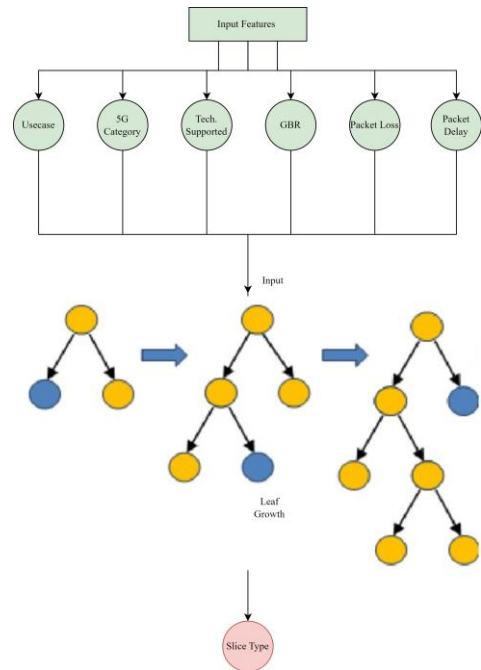 Input Features
Usecase
5G
Category
Tech.
Supported
GBR
Packet Loss
Packet
Delay
Input
Leaf
Growth
Slice Type